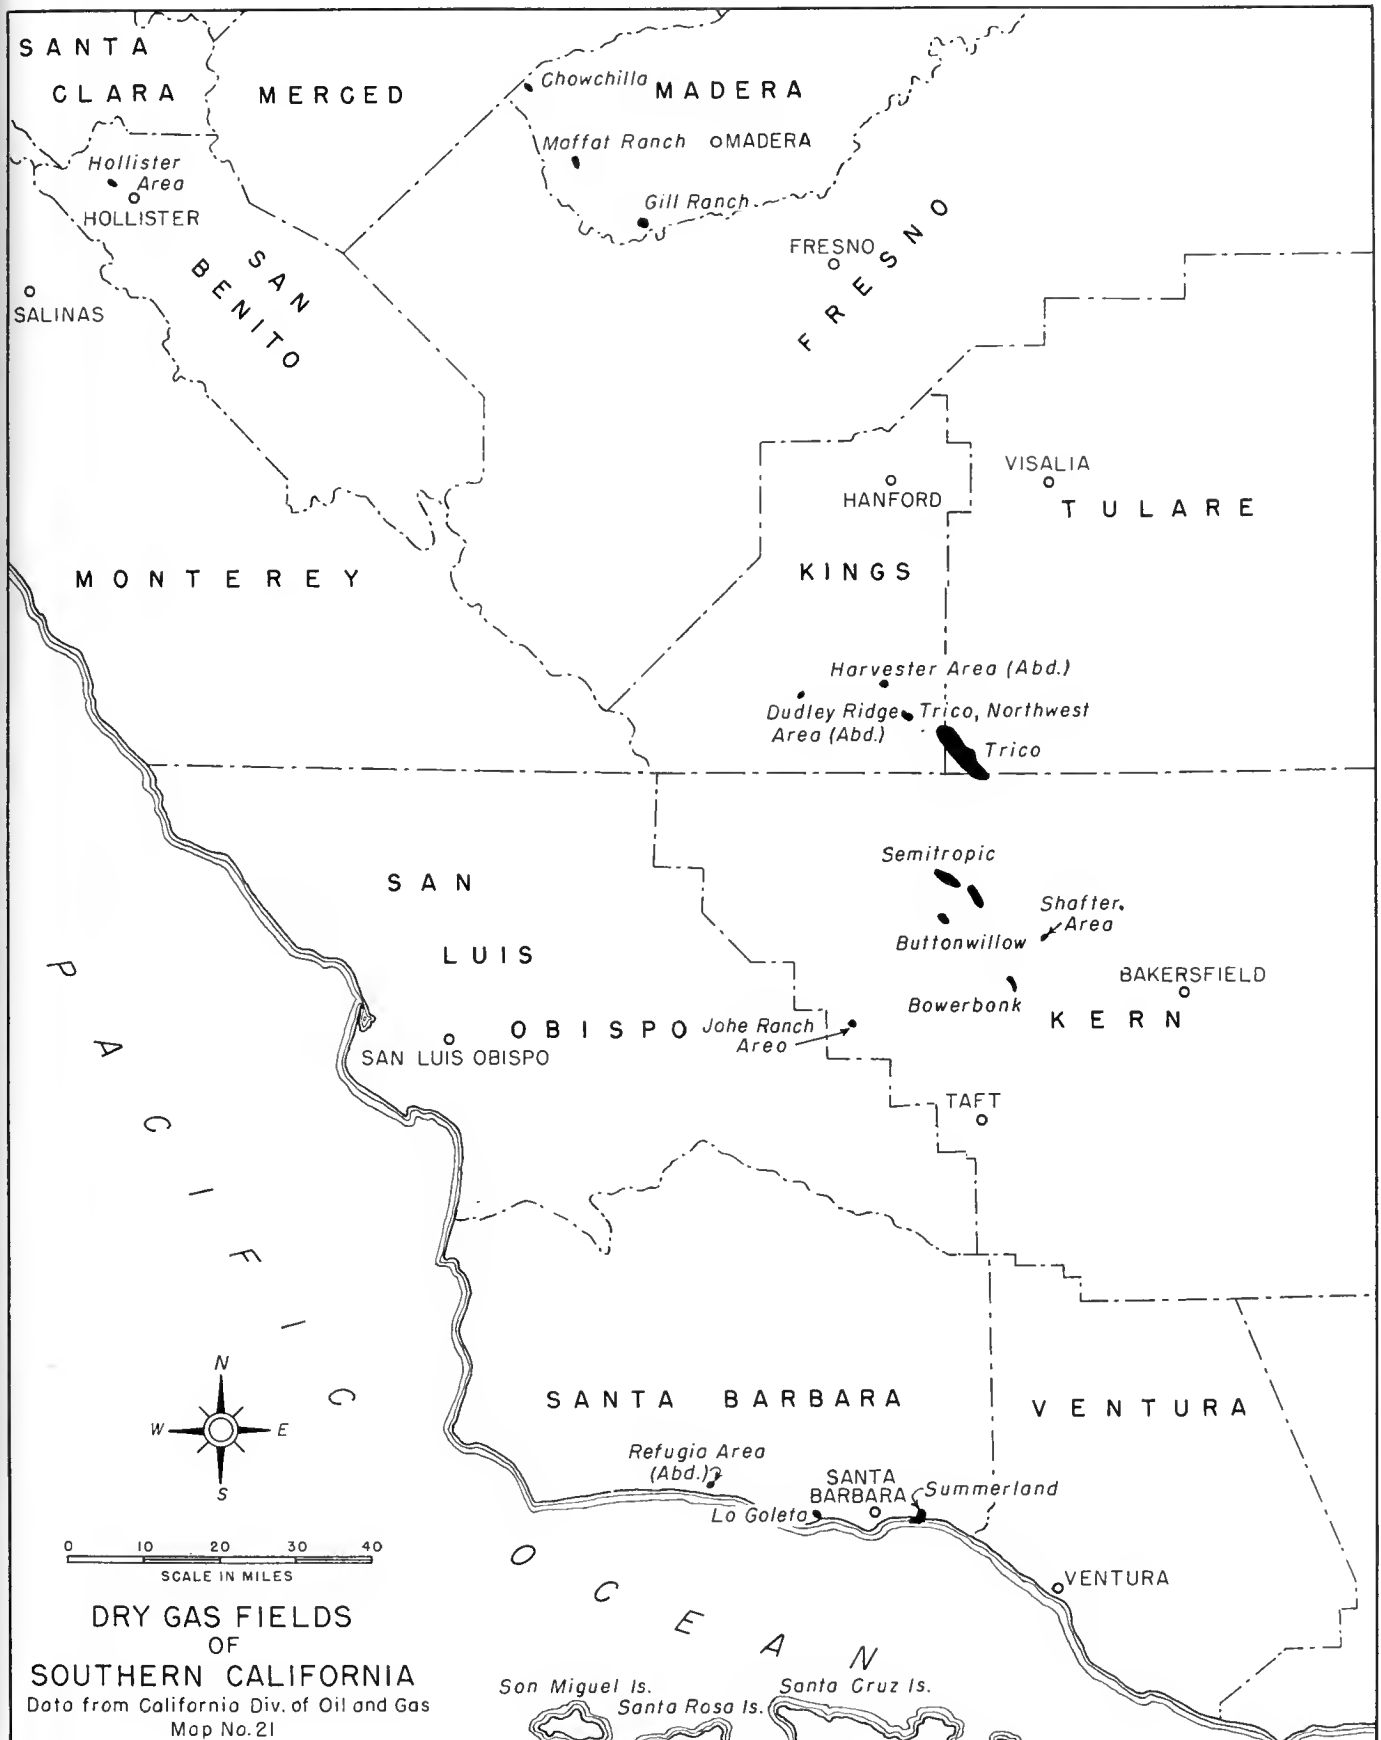 SANTA
CLARA
MERCED
Chowchilla
MADERA
Moffat Ranch
MADERA
Hollister
Area
HOLLISTER
Gill Ranch
SAN
BENITO
FRESNO
FRESNO
SALINAS
VISALIA
HANFORD
TULARE
MONTEREY
KINGS
Harvester Area (Abd.)
Dudley Ridge
Area (Abd.)
Trico, Northwest
Trico
Semitropic
SAN
Shafter
Area
Buttonwillow
LUIS
BAKERSFIELD
Bowerbank
KERN
OBISPO
Jahe Ranch
Area
SAN LUIS OBISPO
TAFT
PACIFIC
N
W
E
S
SANTA BARBARA
VENTURA
Refugio Area
(Abd.)?
SANTA
BARBARA
Summerland
La Goleta
0 10 20 30 40
SCALE IN MILES
OCEAN
VENTURA
DRY GAS FIELDS
OF
SOUTHERN CALIFORNIA
Data from California Div. of Oil and Gas
Map No. 21
San Miguel Is.
Santa Rosa Is.
Santa Cruz Is.